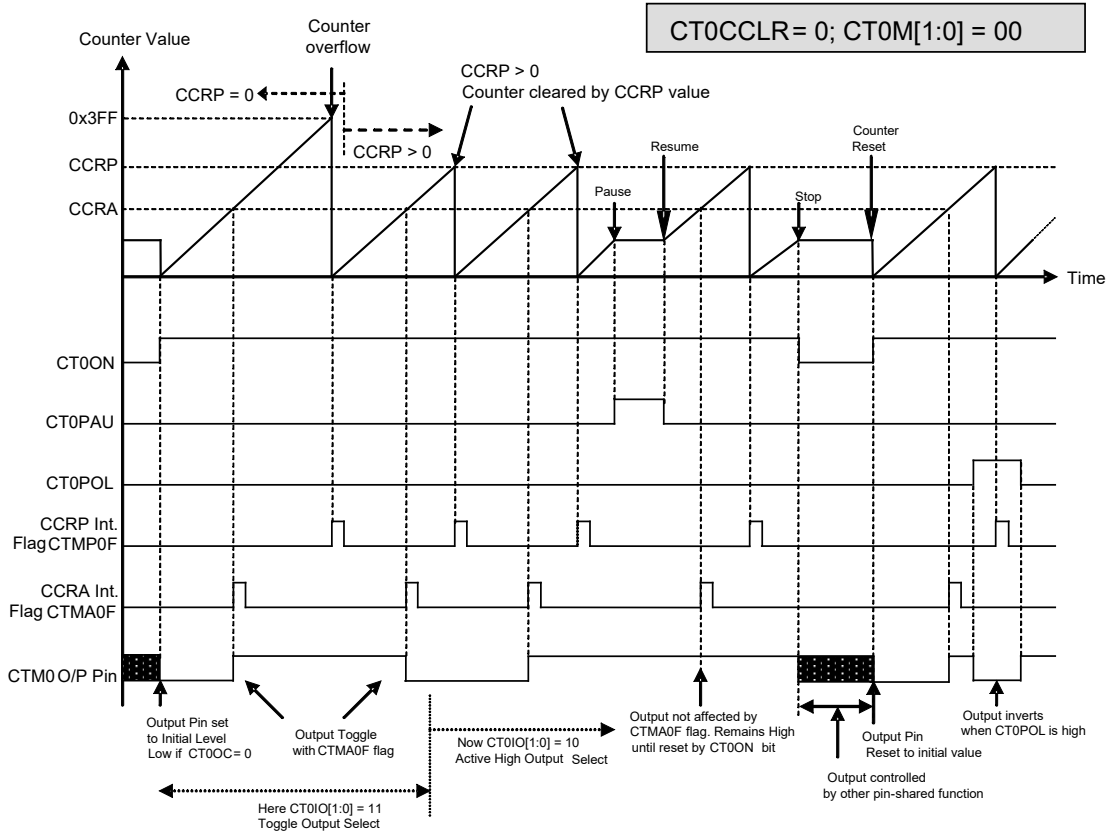 CT0CCLR = 0; CT0M[1:0] = 00
Counter Value
Counter
overflow
CCRP = 0
CCRP > 0
CCRP > 0
Counter cleared by CCRP value
0x3FF
CCRP
CCRA
Pause
Resume
Stop
Counter
Reset
Time
CT0ON
CT0PAU
CT0POL
CCRP Int.
Flag CTMP0F
CCRA Int.
Flag CTMA0F
CTM0 O/P Pin
Output Pin set
to Initial Level
Low if CT0OC= 0
Output Toggle
with CTMA0F flag
Here CT0IO[1:0] = 11
Toggle Output Select
Now CT0IO[1:0] = 10
Active High Output Select
Output not affected by
CTMA0F flag. Remains High
until reset by CT0ON bit
Output controlled
by other pin-shared function
Output Pin
Reset to initial value
Output inverts
when CT0POL is high